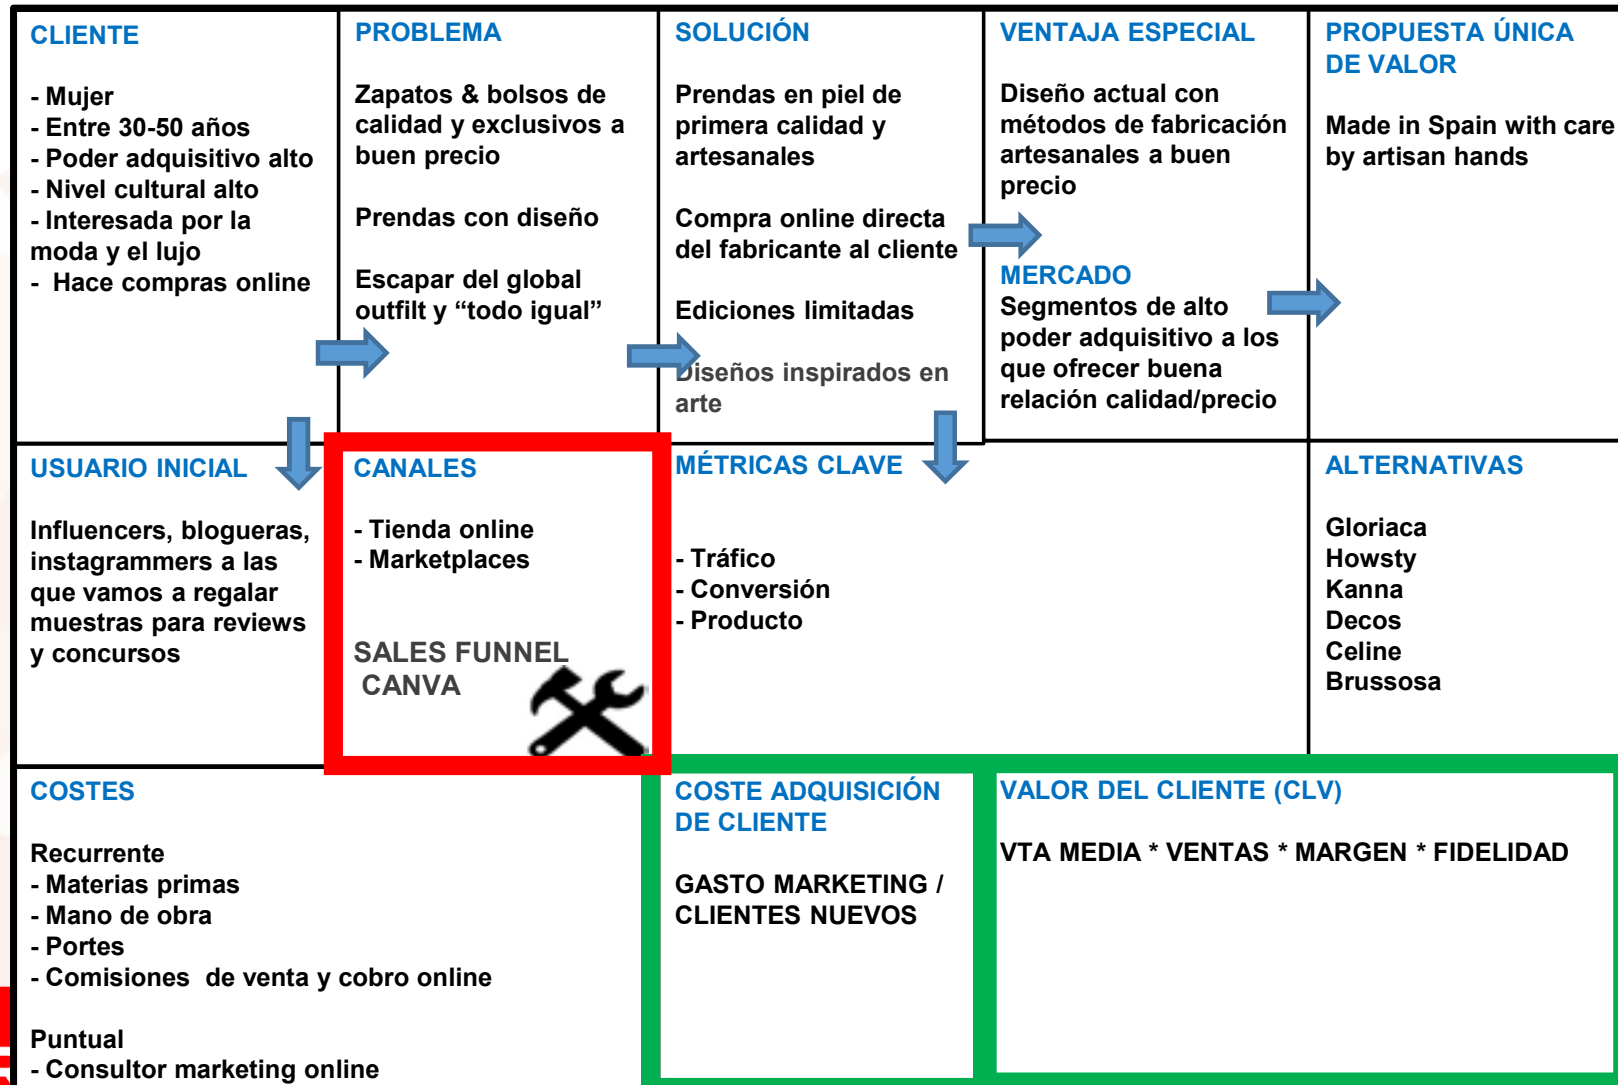 CLIENTE
- Mujer
- Entre 30-50 años
- Poder adquisitivo alto
- Nivel cultural alto
- Interesada por la
moda y el lujo
- Hace compras online
PROBLEMA
Zapatos & bolsos de
calidad y exclusivos a
buen precio
Prendas con diseño
Escapar del global
outfilt y “todo igual”
SOLUCIÓN
Prendas en piel de
primera calidad y
artesanales
Compra online directa
del fabricante al cliente
Ediciones limitadas
Diseños inspirados en
arte
VENTAJA ESPECIAL
Diseño actual con
métodos de fabricación
artesanales a buen
precio
MERCADO
Segmentos de alto
poder adquisitivo a los
que ofrecer buena
relación calidad/precio
PROPUESTA ÚNICA
DE VALOR
Made in Spain with care
by artisan hands
USUARIO INICIAL
Influencers, blogueras,
instagrammers a las
que vamos a regalar
muestras para reviews
y concursos
CANALES
- Tienda online
- Marketplaces
SALES FUNNEL
CANVA
MÉTRICAS CLAVE
- Tráfico
- Conversión
- Producto
ALTERNATIVAS
Gloriaca
Howsty
Kanna
Decos
Celine
Brussosa
COSTES
Recurrente
- Materias primas
- Mano de obra
- Portes
- Comisiones de venta y cobro online
Puntual
- Consultor marketing online
COSTE ADQUISICIÓN
DE CLIENTE
GASTO MARKETING /
CLIENTES NUEVOS
VALOR DEL CLIENTE (CLV)
VTA MEDIA * VENTAS * MARGEN * FIDELIDAD